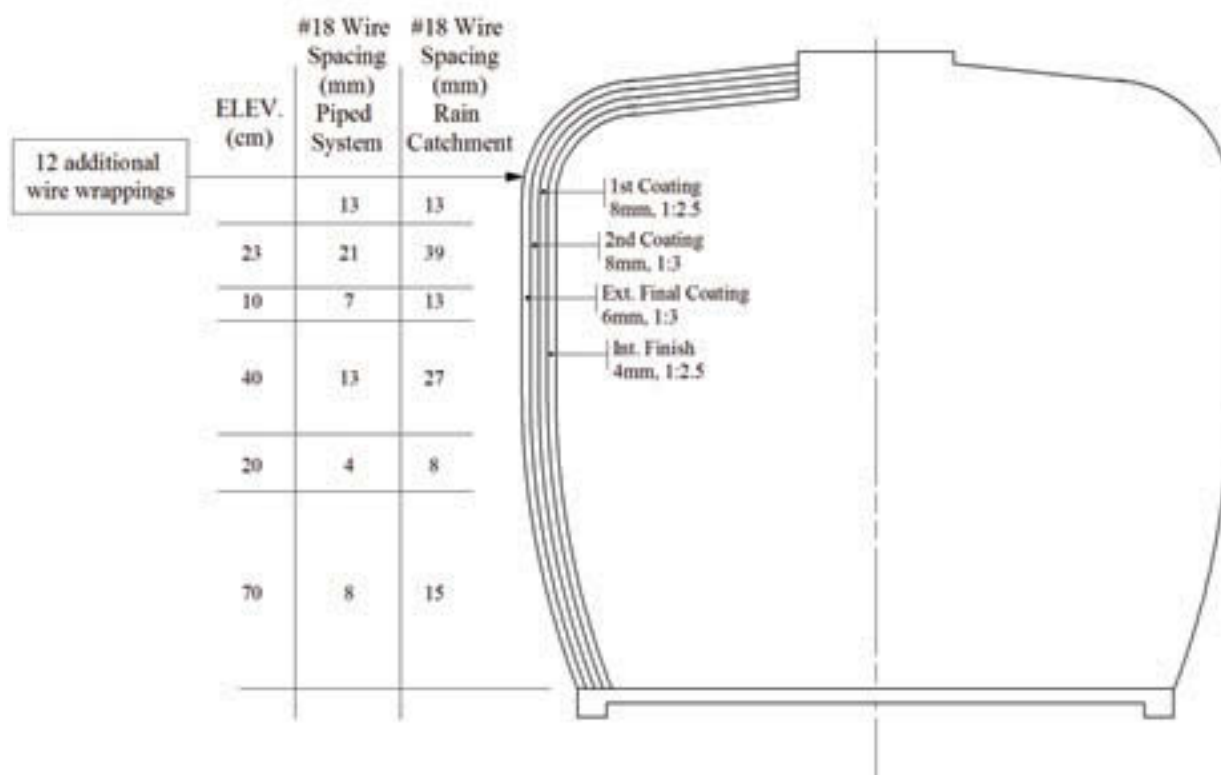 ELEV.
(cm)
#18 Wire
Spacing
(mm)
Piped
System
#18 Wire
Spacing
(mm)
Rain
Catchment
12 additional
wire wrappings
13 13
23 21 39
10 7 13
40 13 27
20 4 8
70 8 15
1st Coating
8mm, 1:2.5
2nd Coating
8mm, 1:3
Ext. Final Coating
6mm, 1:3
Int. Finish
4mm, 1:2.5